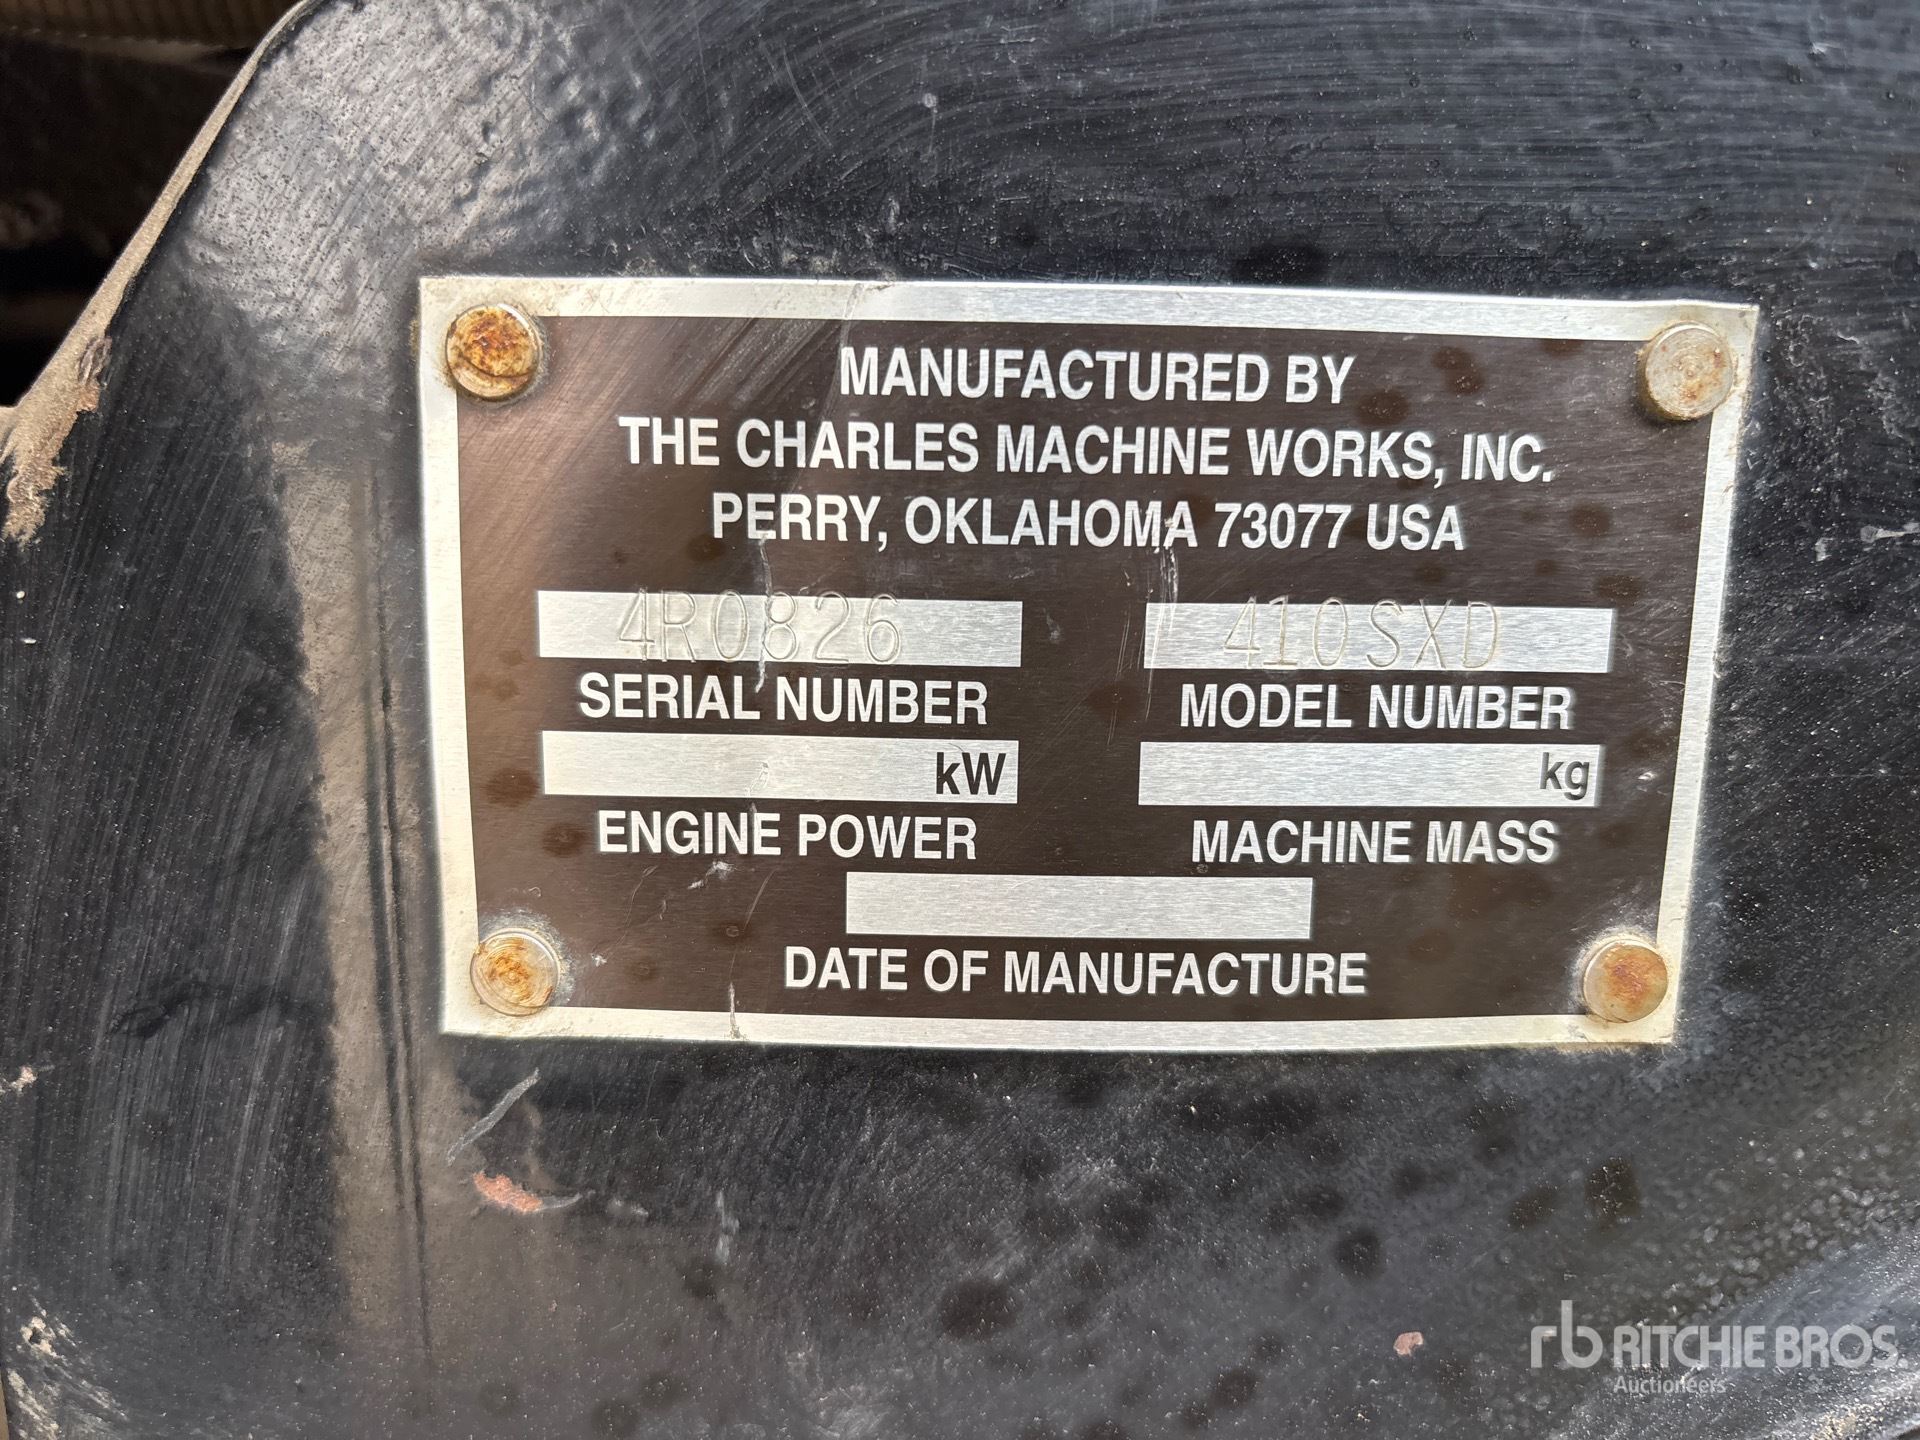 MANUFACTURED BY
THE CHARLES MACHINE WORKS, INC.
PERRY, OKLAHOMA 73077 USA
4R0826 410SXD
SERIAL NUMBER MODEL NUMBER
kW kg
ENGINE POWER MACHINE MASS
DATE OF MANUFACTURE
rb RITCHIE BROS.
Auctioneers